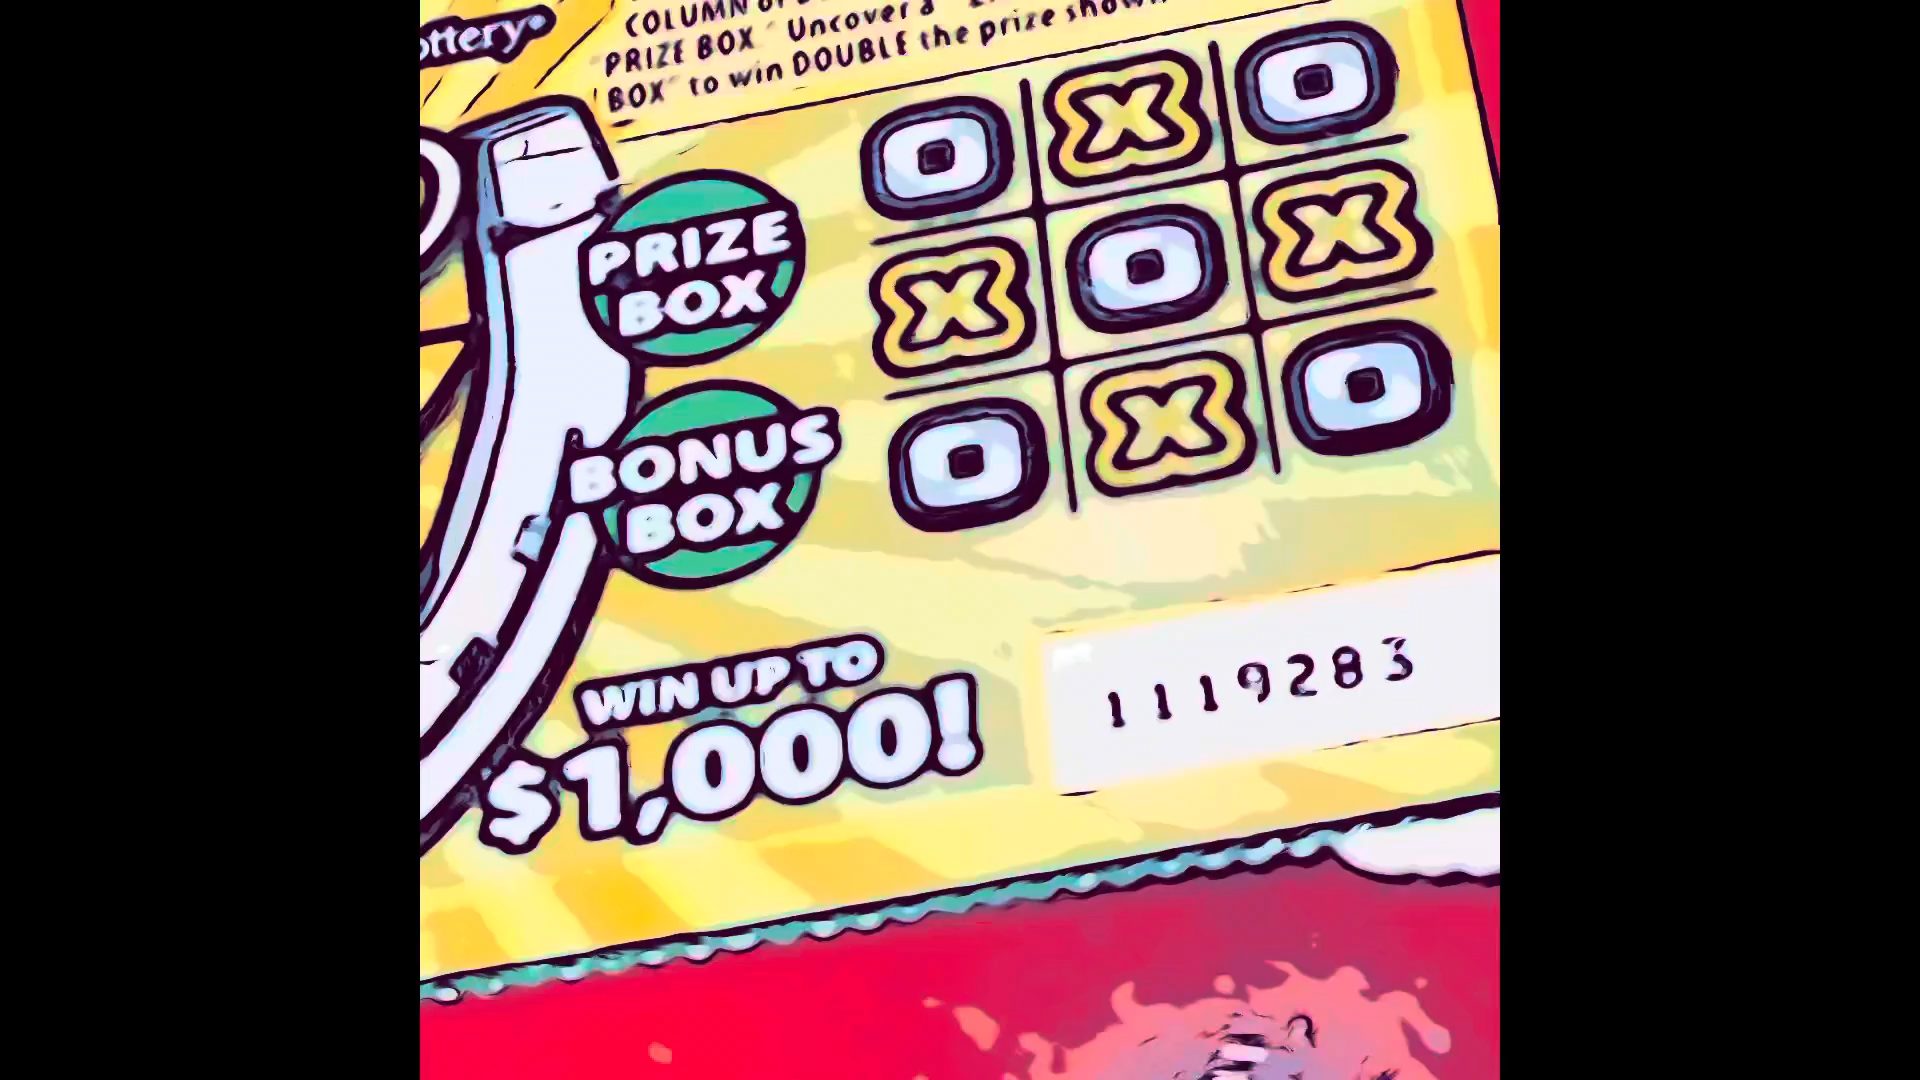 ottery
COLUMN
"PRIZE BOX." Uncover a
BOX" to win DOUBLE the prize shown
O X O
PRIZE
BOX
X O X
BONUS
BOX
O X O
WIN UP TO
$1,000!
1119283